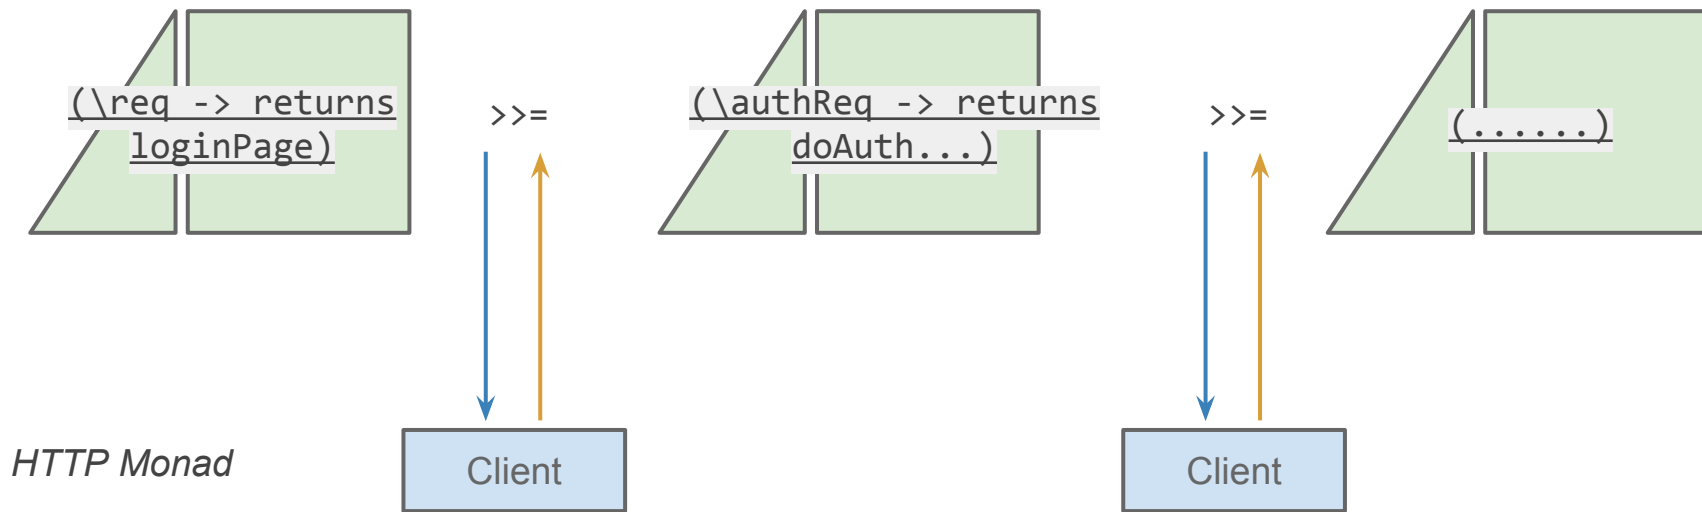 (\req -> returns
loginPage)
>>=
(\authReq -> returns
doAuth...)
>>=
(......)
HTTP Monad
Client
Client